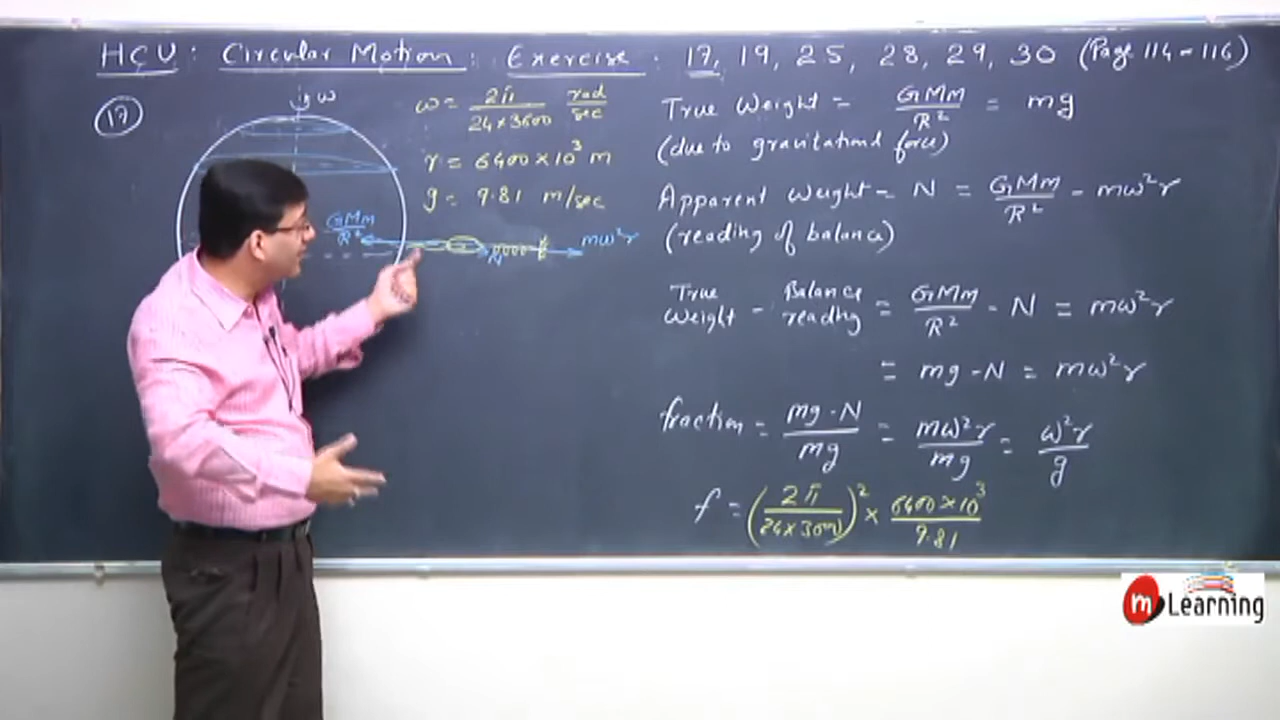 HCV : Circular Motion : Exercise : 17, 19, 25, 28, 29, 30 (Page 114 - 116)
17
ω
ω = 2π / 24×3600 rad/sec
r = 6400 × 10³ m
g = 9.81 m/sec
GMm/R²
N
mω²r
True Weight = GMm/R² = mg
(due to gravitational force)
Apparent Weight = N = GMm/R² - mω²r
(reading of balance)
True Weight - Balance reading = GMm/R² - N = mω²r
= mg - N = mω²r
fraction = mg - N / mg = mω²r / mg = ω²r / g
f = (2π / 24×3600)² × 6400×10³ / 9.81
m Learning